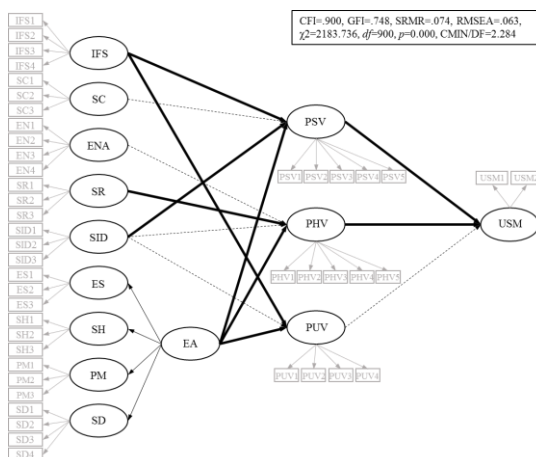 CFI=.900, GFI=.748, SRMR=.074, RMSEA=.063,
χ2=2183.736, df=900, p=0.000, CMIN/DF=2.284
IFS1
IFS2
IFS3
IFS4
IFS
SC1
SC2
SC3
SC
EN1
EN2
EN3
EN4
ENA
SR1
SR2
SR3
SR
SID1
SID2
SID3
SID
ES1
ES2
ES3
ES
SH1
SH2
SH3
SH
PM1
PM2
PM3
PM
SD1
SD2
SD3
SD4
SD
EA
PSV
PSV1 PSV2 PSV3 PSV4 PSV5
PHV
PHV1 PHV2 PHV3 PHV4 PHV5
PUV
PUV1 PUV2 PUV3 PUV4
USM1 USM2
USM